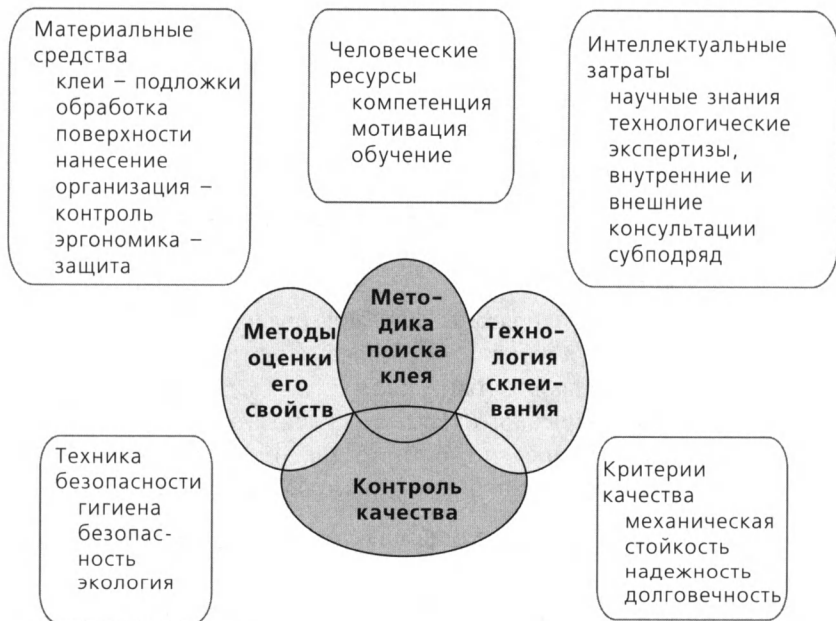 Материальные
средства
клеи – подложки
обработка
поверхности
нанесение
организация –
контроль
эргономика –
защита
Человеческие
ресурсы
компетенция
мотивация
обучение
Интеллектуальные
затраты
научные знания
технологические
экспертизы,
внутренние и
внешние
консультации
субподряд
Методы
оценки
его
свойств
Мето-
дика
поиска
клея
Техно-
логия
склеи-
вания
Контроль
качества
Техника
безопасности
гигиена
безопас-
ность
экология
Критерии
качества
механическая
стойкость
надежность
долговечность